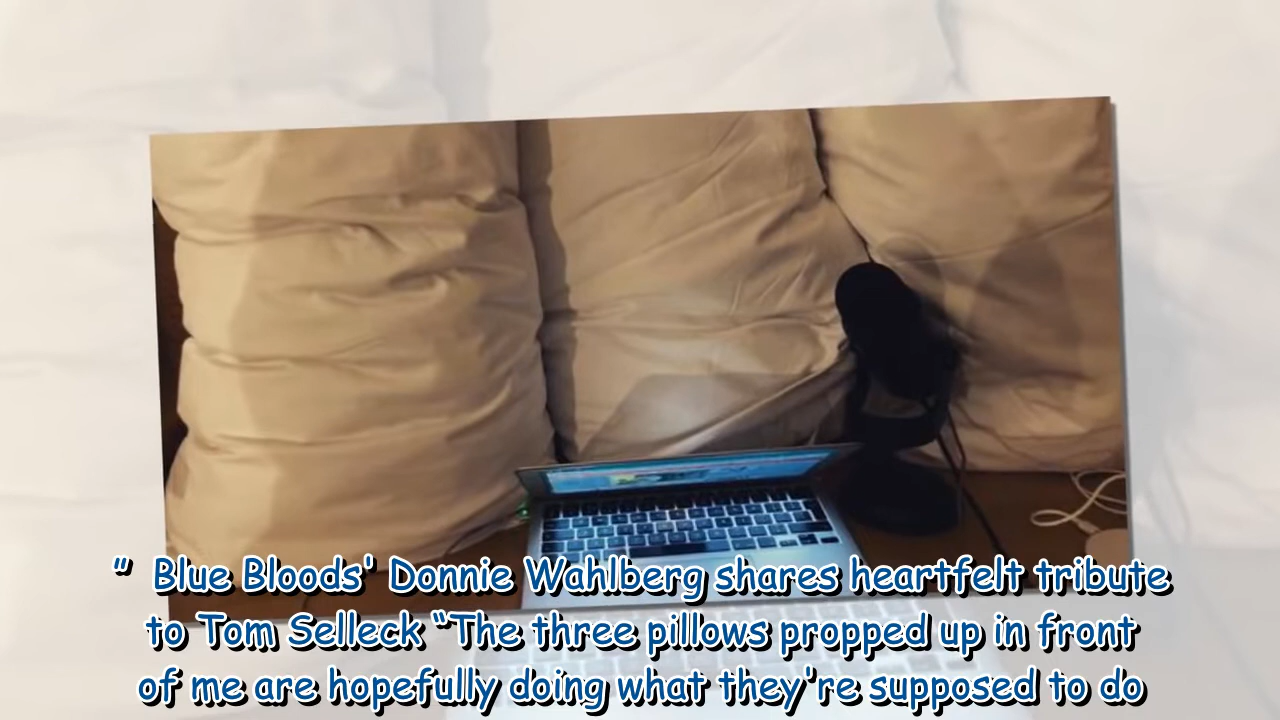 ” Blue Bloods' Donnie Wahlberg shares heartfelt tribute
to Tom Selleck “The three pillows propped up in front
of me are hopefully doing what they're supposed to do